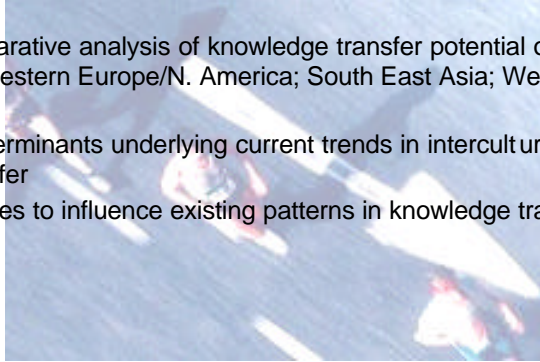 arative analysis of knowledge transfer potential
estern Europe/N. America; South East Asia; We
erminants underlying current trends in intercultur
fer
es to influence existing patterns in knowledge tra